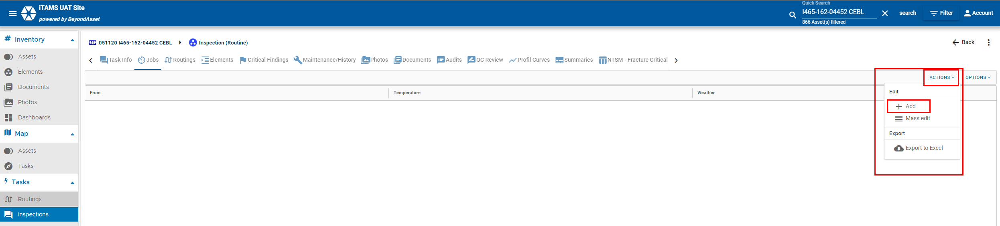 iTAMS UAT Site
powered by BeyondAsset
Quick Search
I465-162-04452 CEBL
866 Asset(s) filtered
search
Filter
Account
Inventory
Assets
Elements
Documents
Photos
Dashboards
Map
Assets
Tasks
Tasks
Routings
Inspections
051120 I465-162-04452 CEBL
Inspection (Routine)
Back
Task Info
Jobs
Routings
Elements
Critical Findings
Maintenance/History
Photos
Documents
Audits
QC Review
Profil Curves
Summaries
NTSM - Fracture Critical
ACTIONS
OPTIONS
From
Temperature
Weather
Edit
Add
Mass edit
Export
Export to Excel